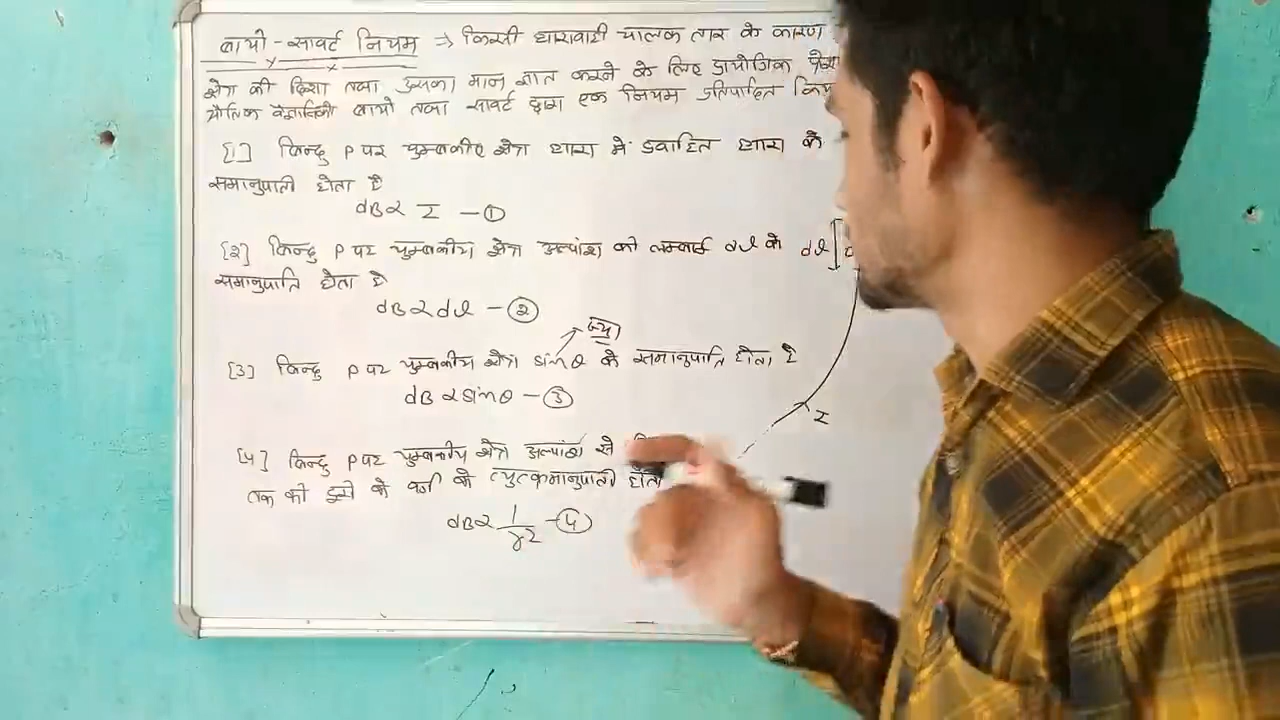 बायो-सावर्ट नियम ⇒ किसी धारावाही चालक तार के कारण
क्षेत्र की दिशा तथा उसका मान ज्ञात करने के लिए प्रायोजिक
भौतिक वैज्ञानिकी बायो तथा सावर्ट द्वारा एक नियम प्रतिपादित
[1] बिन्दु P पर चुम्बकीय क्षेत्र धारा में प्रवाहित धारा के
समानुपाती होता है
dB∝ I —①
[2] बिन्दु P पर चुम्बकीय क्षेत्र अल्पांश की लम्बाई dl के
समानुपाति होता है
dB∝dl —②
ज्या
[3] बिन्दु P पर चुम्बकीय क्षेत्र sinθ के समानुपाति होता है
dB∝sinθ —③
[4] बिन्दु P पर चुम्बकीय क्षेत्र अल्पांश से
तक की दूरी के वर्ग के व्युत्क्रमानुपाती होता
dB∝ 1/r2 —④
dl
I